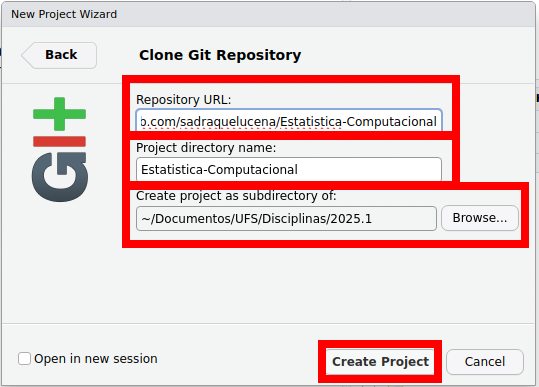 New Project Wizard
Back
Clone Git Repository
GIt
Repository URL:
b.com/sadraquelucena/Estatistica-Computacional
Project directory name:
Estatistica-Computacional
Create project as subdirectory of:
~/Documentos/UFS/Disciplinas/2025.1
Browse...
Open in new session
Create Project
Cancel